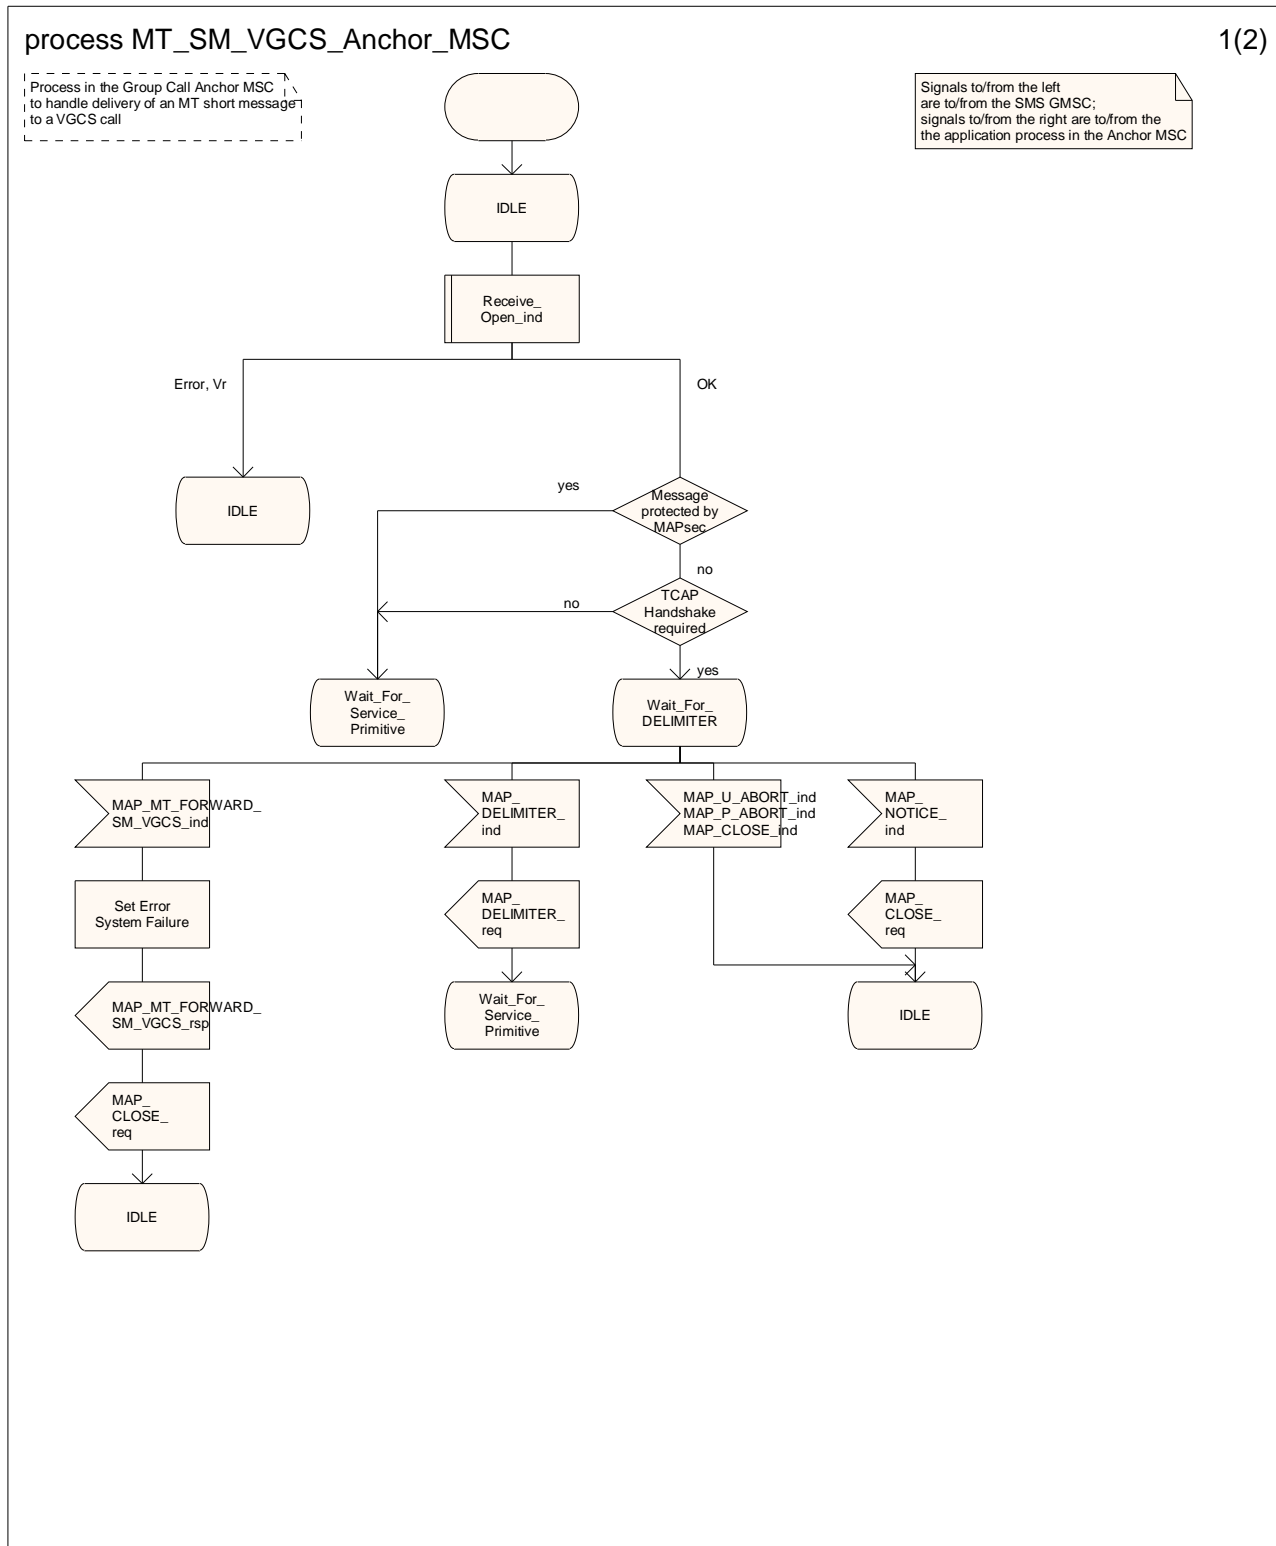 process MT_SM_VGCS_Anchor_MSC
1(2)
Process in the Group Call Anchor MSC
to handle delivery of an MT short message
to a VGCS call
Signals to/from the left
are to/from the SMS GMSC;
signals to/from the right are to/from the
the application process in the Anchor MSC
IDLE
Receive_
Open_ind
Error, Vr
OK
IDLE
yes
Message
protected by
MAPsec
no
no
TCAP
Handshake
required
yes
Wait_For_
Service_
Primitive
Wait_For_
DELIMITER
MAP_MT_FORWARD_
SM_VGCS_ind
MAP_
DELIMITER_
ind
MAP_U_ABORT_ind
MAP_P_ABORT_ind
MAP_CLOSE_ind
MAP_
NOTICE_
ind
Set Error
System Failure
MAP_
DELIMITER_
req
MAP_
CLOSE_
req
MAP_MT_FORWARD_
SM_VGCS_rsp
Wait_For_
Service_
Primitive
IDLE
MAP_
CLOSE_
req
IDLE